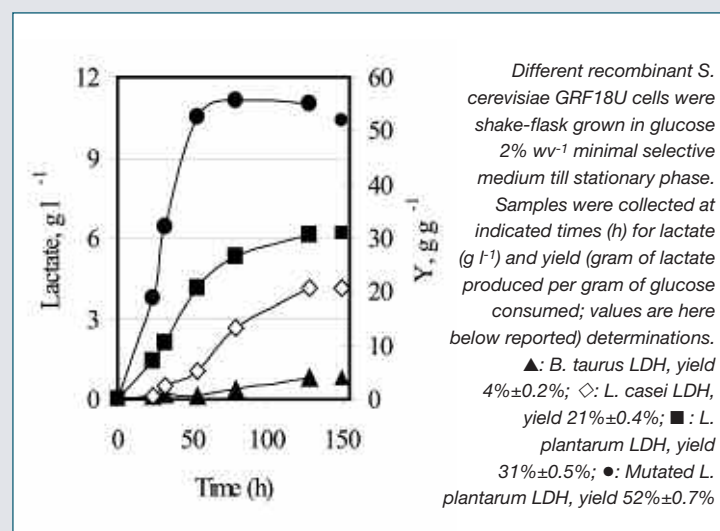 12
9
6
3
0
Lactate, g l⁻¹
60
50
40
30
20
10
0
Y, g g⁻¹
0
50
100
150
Time (h)
Different recombinant S.
cerevisiae GRF18U cells were
shake-flask grown in glucose
2% wv⁻¹ minimal selective
medium till stationary phase.
Samples were collected at
indicated times (h) for lactate
(g l⁻¹) and yield (gram of lactate
produced per gram of glucose
consumed; values are here
below reported) determinations.
▲: B. taurus LDH, yield
4%±0.2%; ◇: L. casei LDH,
yield 21%±0.4%; ■ : L.
plantarum LDH, yield
31%±0.5%; ●: Mutated L.
plantarum LDH, yield 52%±0.7%